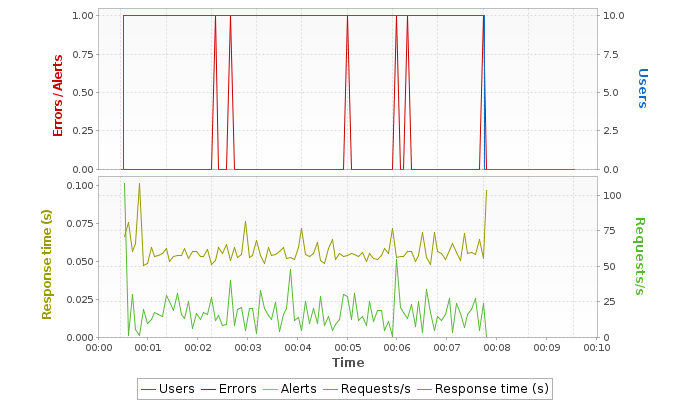 1.00
0.75
0.50
0.25
0.00
Errors / Alerts
10.0
7.5
5.0
2.5
0.0
Users
0.100
0.075
0.050
0.025
0.000
Response time (s)
100
75
50
25
0
Requests/s
00:00 00:01 00:02 00:03 00:04 00:05 00:06 00:07 00:08 00:09 00:10
Time
Users Errors Alerts Requests/s Response time (s)